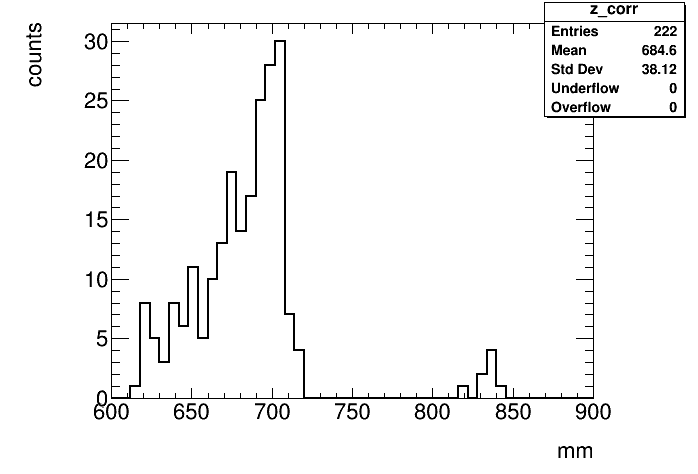 z_corr
Entries 222
Mean 684.6
Std Dev 38.12
Underflow 0
Overflow 0
counts
30
25
20
15
10
5
0
600 650 700 750 800 850 900
mm